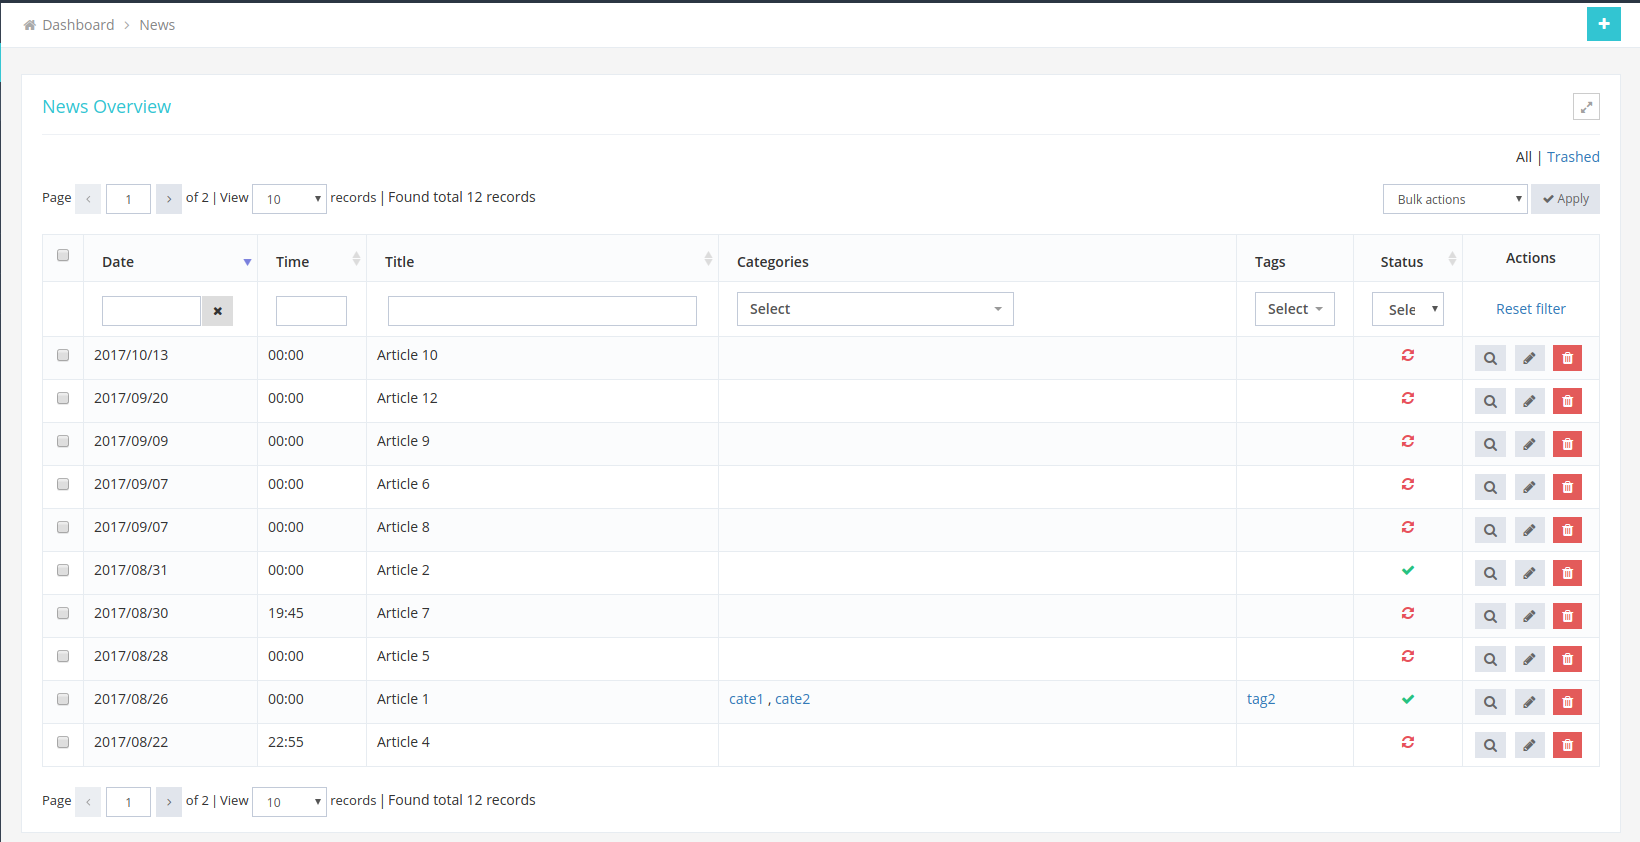 Dashboard > News
News Overview
All | Trashed
Page < 1 > of 2 | View 10 records | Found total 12 records Bulk actions Apply
Date Time Title Categories Tags Status Actions
Select Select Sele Reset filter
2017/10/13 00:00 Article 10
2017/09/20 00:00 Article 12
2017/09/09 00:00 Article 9
2017/09/07 00:00 Article 6
2017/09/07 00:00 Article 8
2017/08/31 00:00 Article 2
2017/08/30 19:45 Article 7
2017/08/28 00:00 Article 5
2017/08/26 00:00 Article 1 cate1 , cate2 tag2
2017/08/22 22:55 Article 4
Page < 1 > of 2 | View 10 records | Found total 12 records